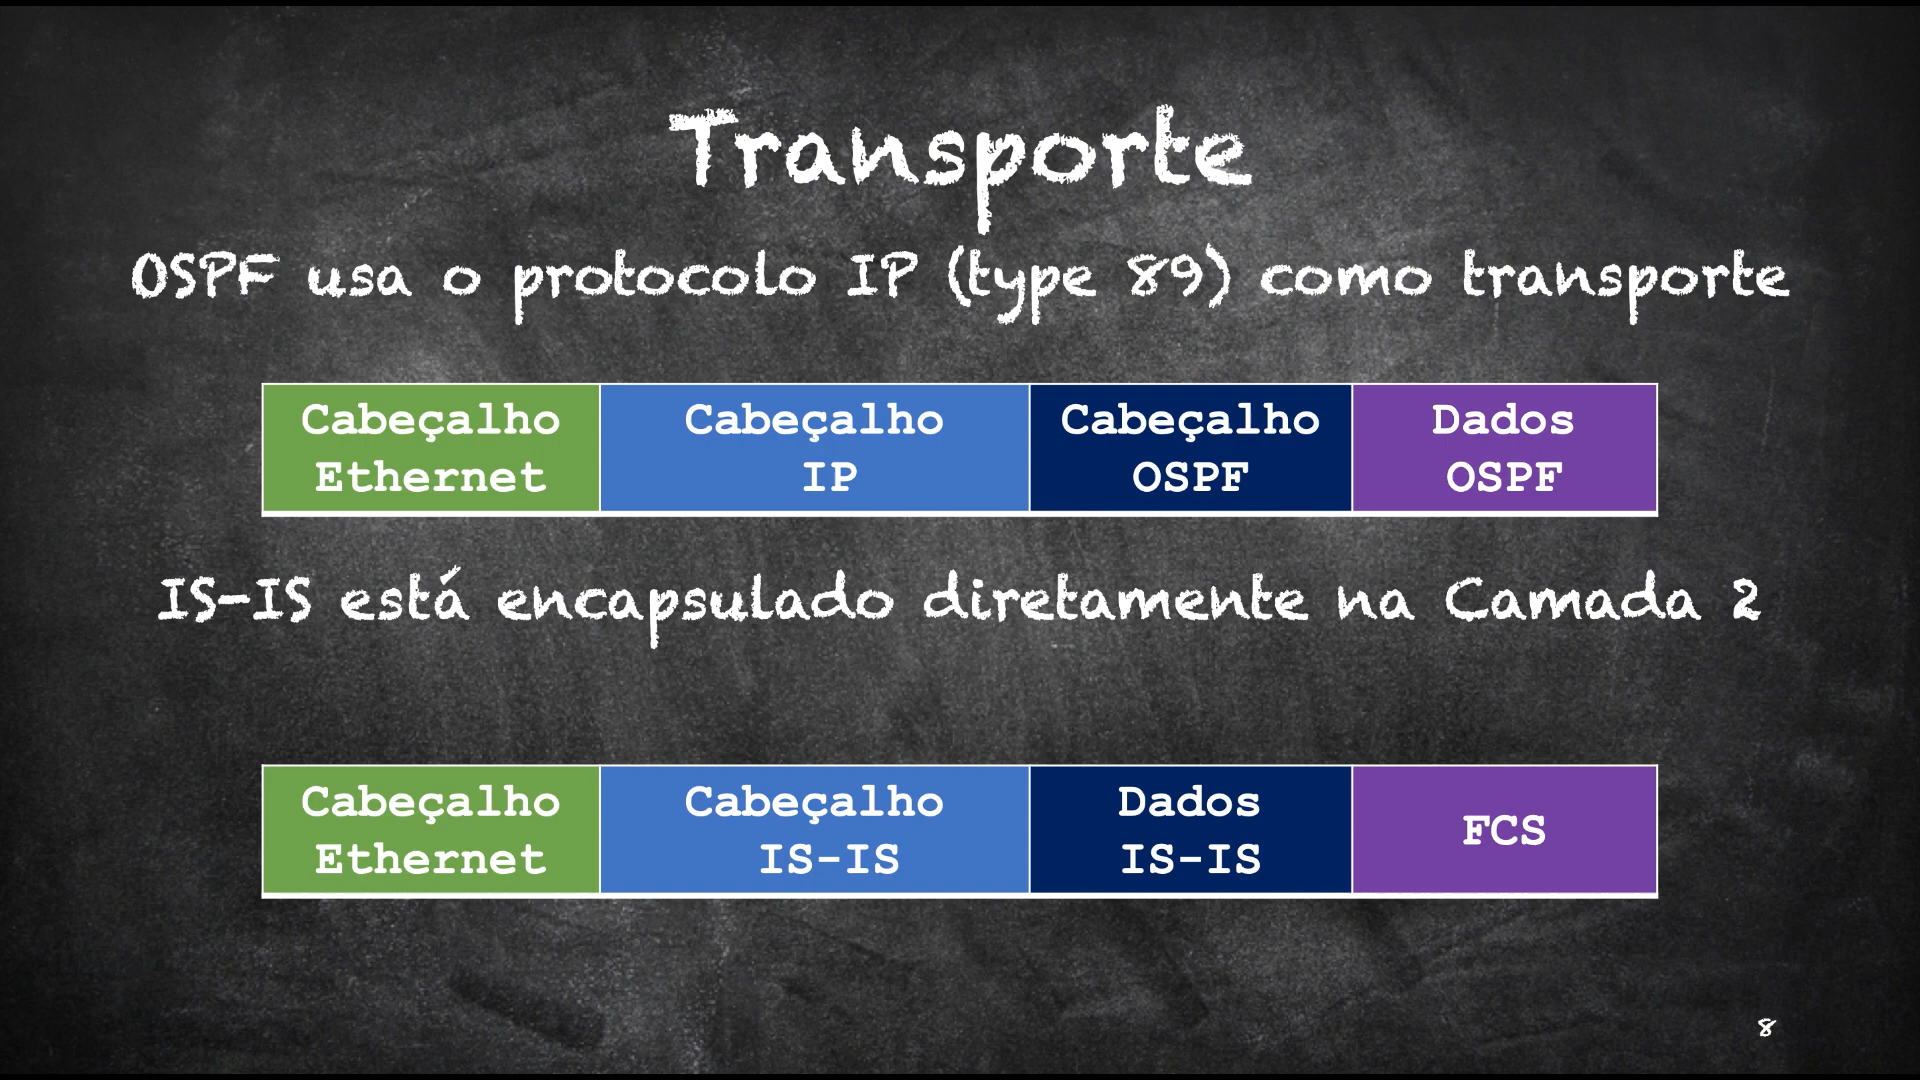 Transporte
OSPF usa o protocolo IP (type 89) como transporte
Cabeçalho Cabeçalho Cabeçalho Dados
Ethernet IP OSPF OSPF
IS-IS está encapsulado diretamente na Camada 2
Cabeçalho Cabeçalho Dados FCS
Ethernet IS-IS IS-IS
8